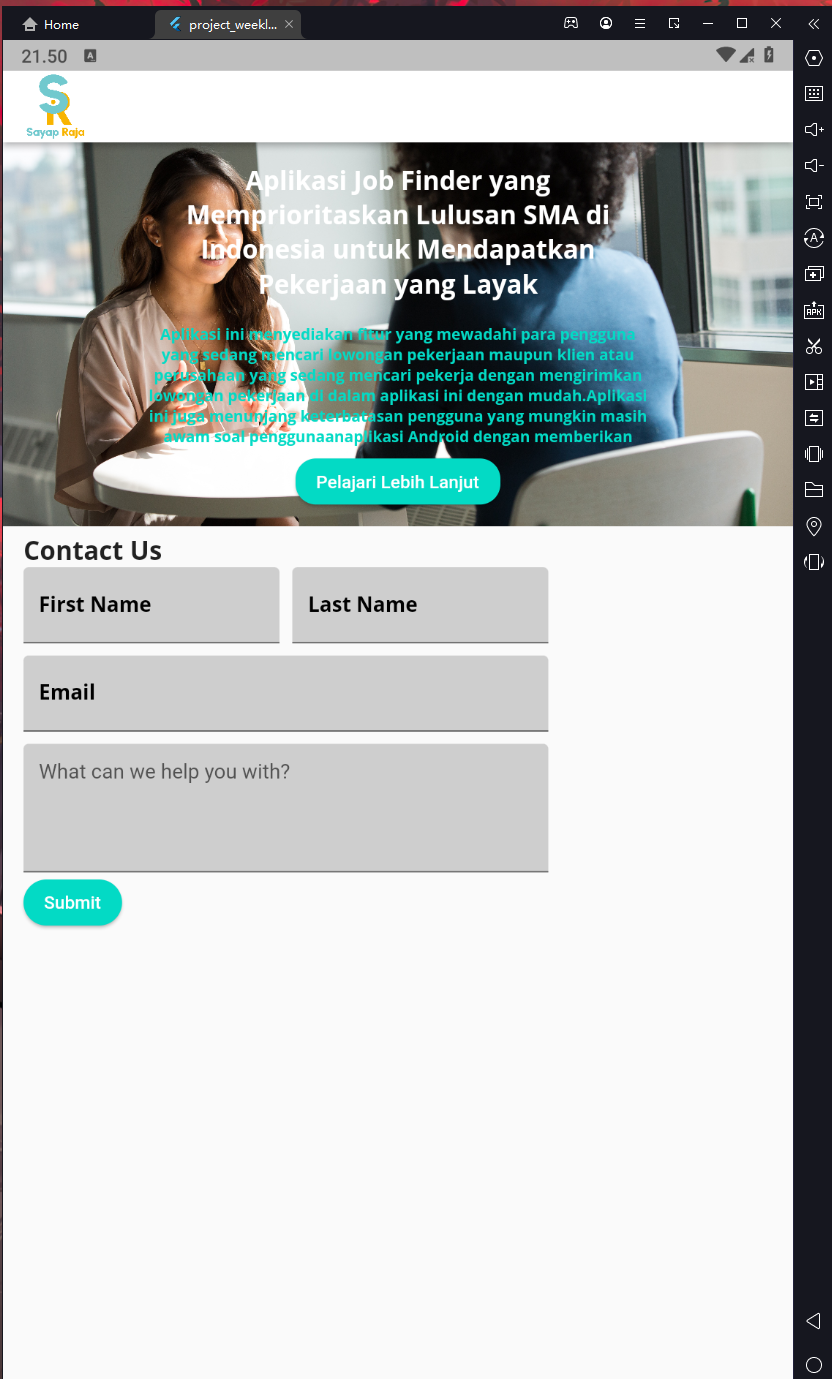 Home
project_weekl...
21.50
A
SR
Sayap Raja
Aplikasi Job Finder yang
Memprioritaskan Lulusan SMA di
Indonesia untuk Mendapatkan
Pekerjaan yang Layak
Aplikasi ini menyediakan fitur yang mewadahi para pengguna
yang sedang mencari lowongan pekerjaan maupun klien atau
perusahaan yang sedang mencari pekerja dengan mengirimkan
lowongan pekerjaan di dalam aplikasi ini dengan mudah.Aplikasi
ini juga menunjang keterbatasan pengguna yang mungkin masih
awam soal penggunaanaplikasi Android dengan memberikan
Pelajari Lebih Lanjut
Contact Us
First Name
Last Name
Email
What can we help you with?
Submit
A
APK